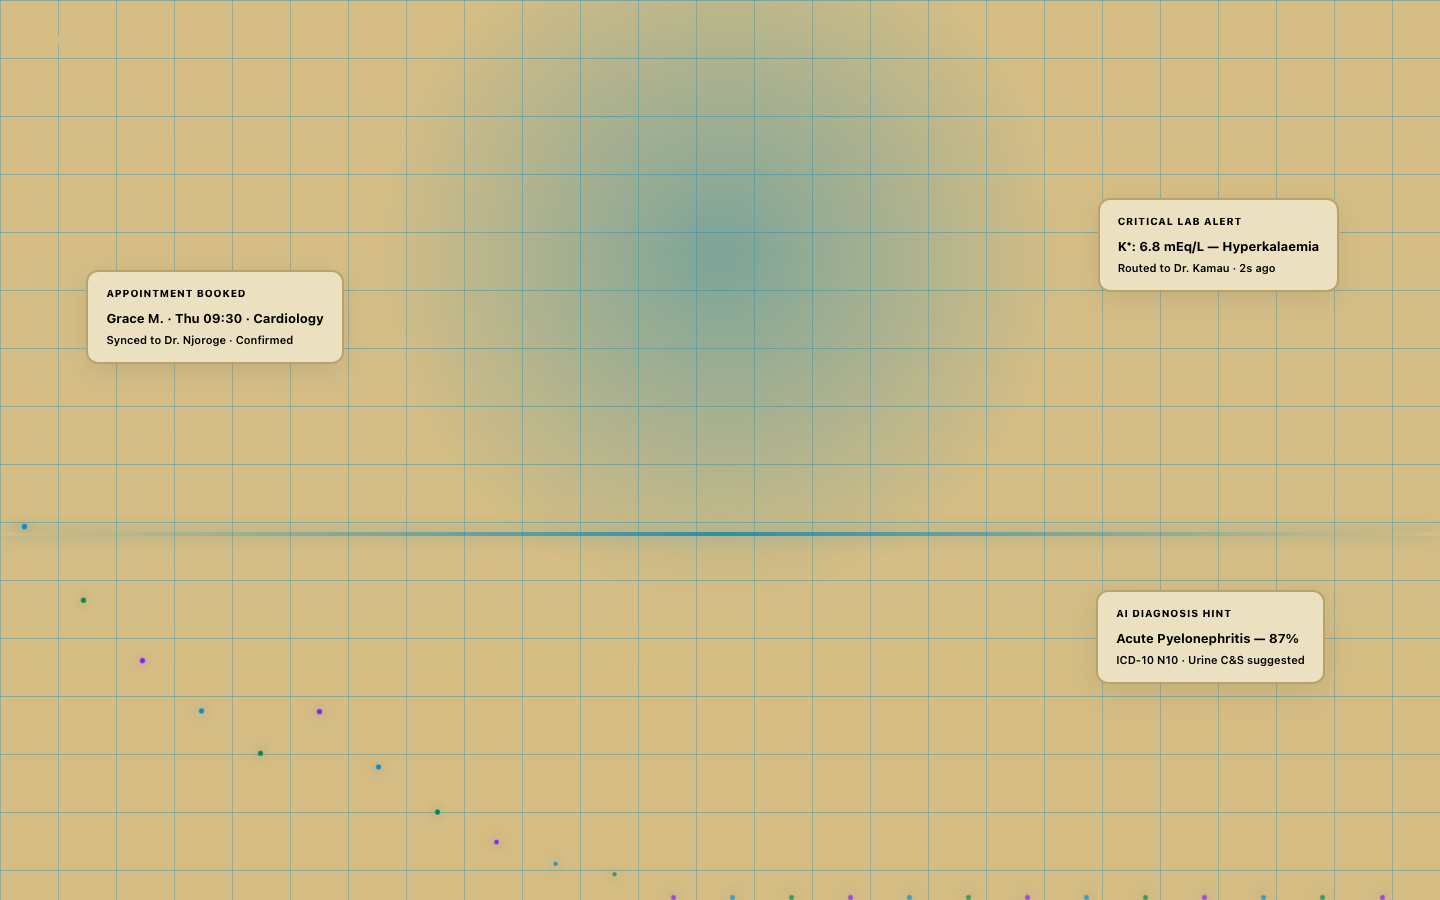 CRITICAL LAB ALERT
K⁺: 6.8 mEq/L — Hyperkalaemia
Routed to Dr. Kamau · 2s ago
APPOINTMENT BOOKED
Grace M. · Thu 09:30 · Cardiology
Synced to Dr. Njoroge · Confirmed
AI DIAGNOSIS HINT
Acute Pyelonephritis — 87%
ICD-10 N10 · Urine C&S suggested